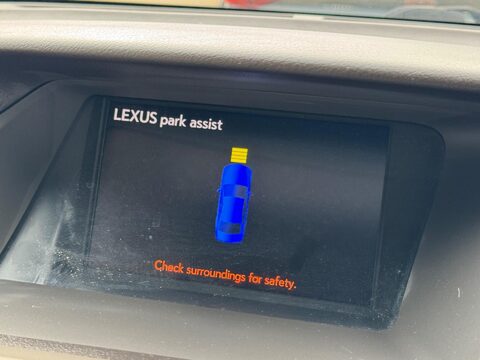 LEXUS park assist
Check surroundings for safety.